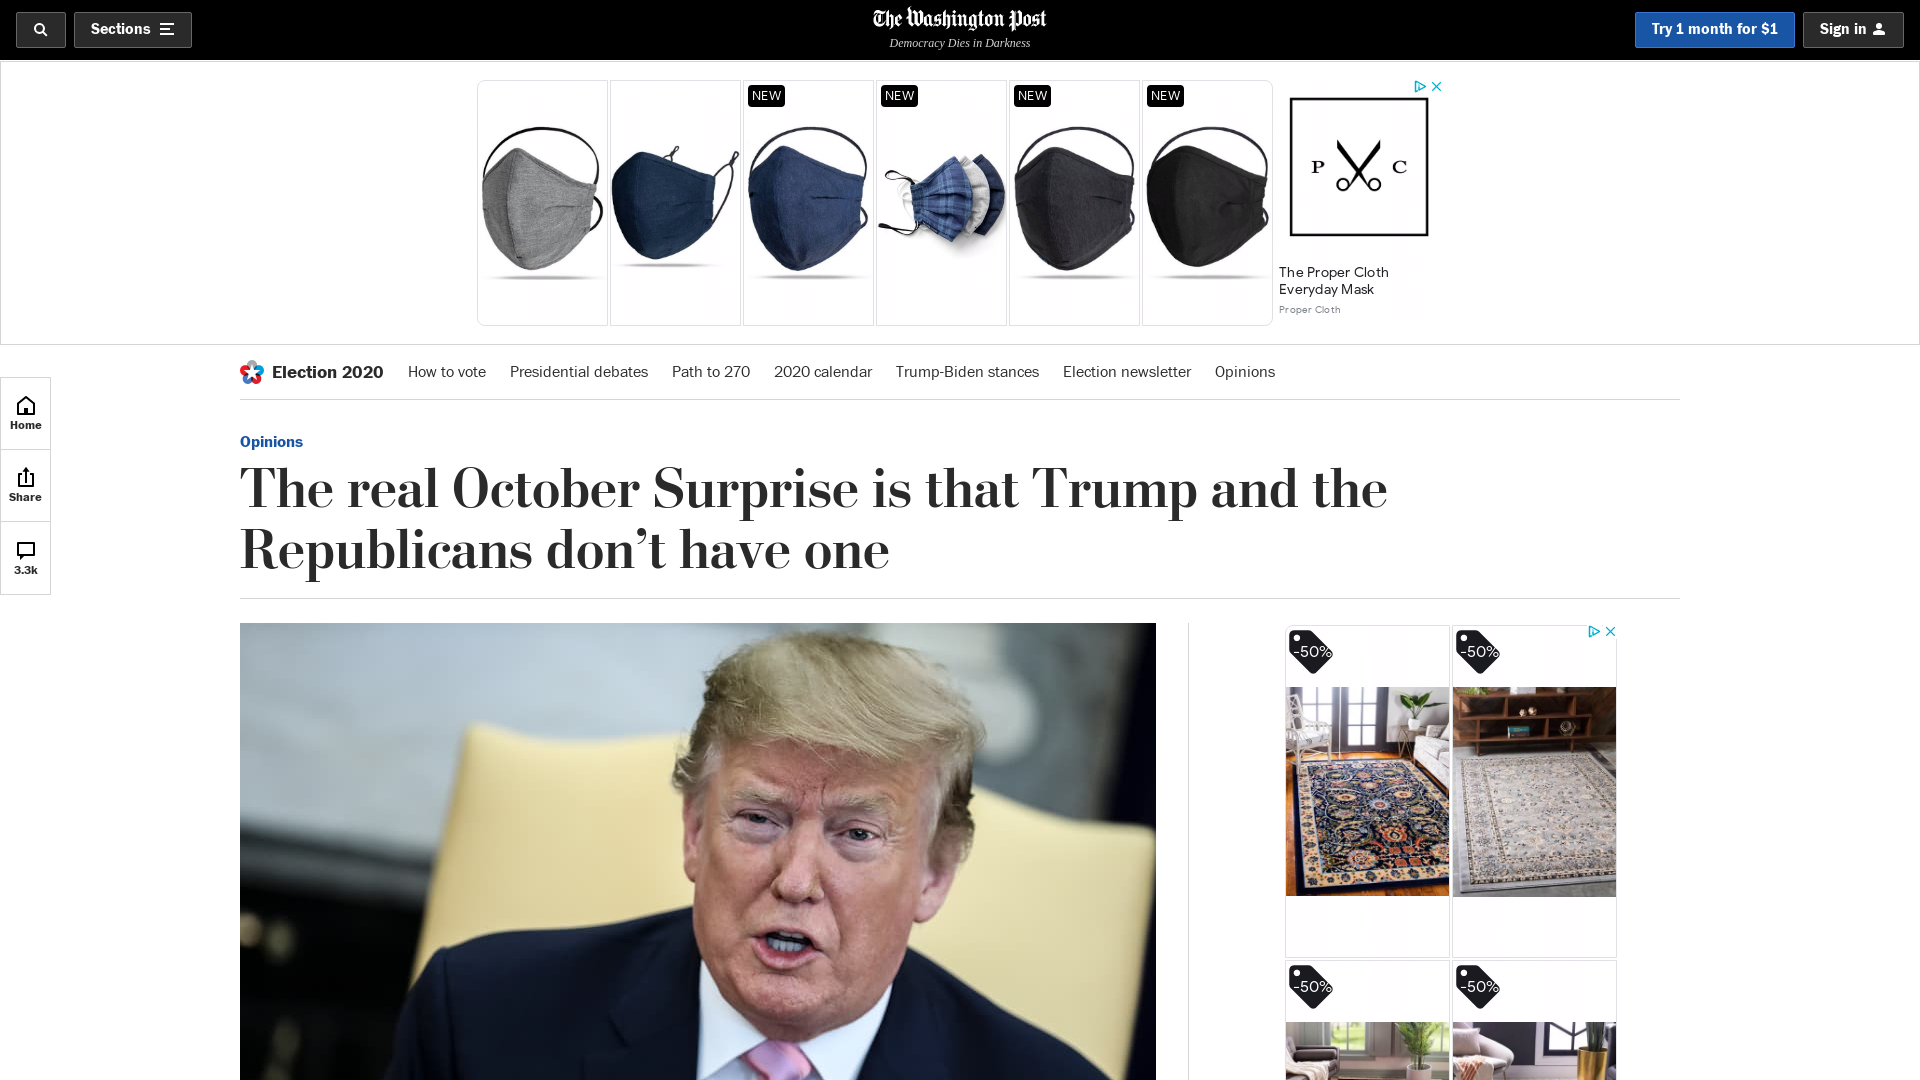 Sections
The Washington Post
Democracy Dies in Darkness
Try 1 month for $1
Sign in
NEW
NEW
NEW
NEW
P C
The Proper Cloth
Everyday Mask
Proper Cloth
Election 2020
How to vote
Presidential debates
Path to 270
2020 calendar
Trump-Biden stances
Election newsletter
Opinions
Home
Share
3.3k
Opinions
The real October Surprise is that Trump and the
Republicans don’t have one
-50%
-50%
-50%
-50%